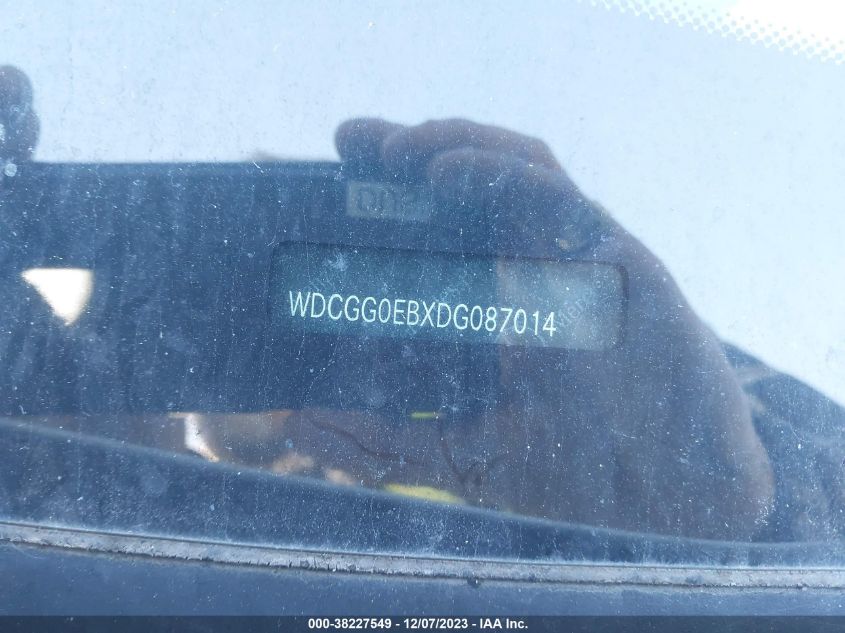 WDCGG0EBXDG087014
000-38227549 - 12/07/2023 - IAA Inc.